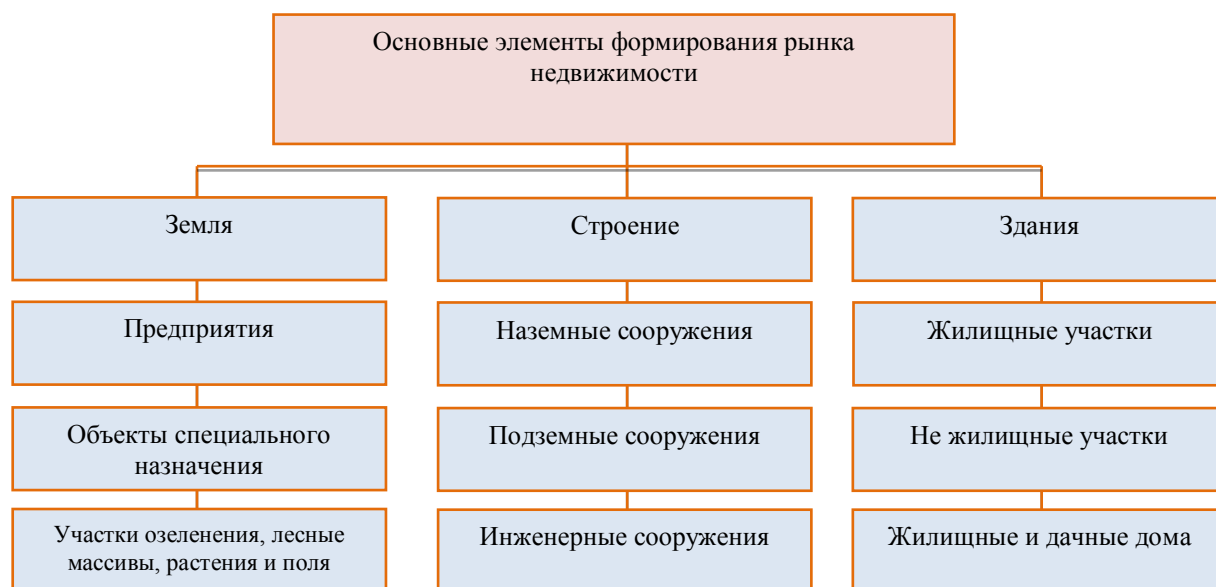 Основные элементы формирования рынка
недвижимости
Земля
Строение
Здания
Предприятия
Наземные сооружения
Жилищные участки
Объекты специального
назначения
Подземные сооружения
Не жилищные участки
Участки озеленения, лесные
массивы, растения и поля
Инженерные сооружения
Жилищные и дачные дома